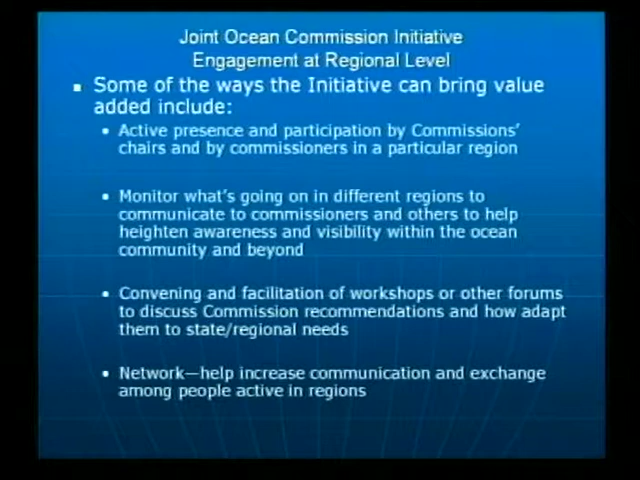 Joint Ocean Commission Initiative
Engagement at Regional Level
Some of the ways the Initiative can bring value
added include:
Active presence and participation by Commissions'
chairs and by commissioners in a particular region
Monitor what's going on in different regions to
communicate to commissioners and others to help
heighten awareness and visibility within the ocean
community and beyond
Convening and facilitation of workshops or other forums
to discuss Commission recommendations and how adapt
them to state/regional needs
Network—help increase communication and exchange
among people active in regions